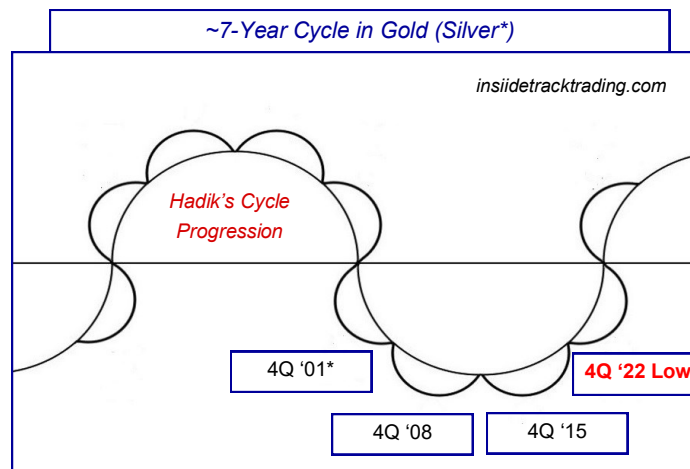 ~7-Year Cycle in Gold (Silver*)
insiidetracktrading.com
Hadik's Cycle
Progression
4Q '01*
4Q '22 Low
4Q '08
4Q '15